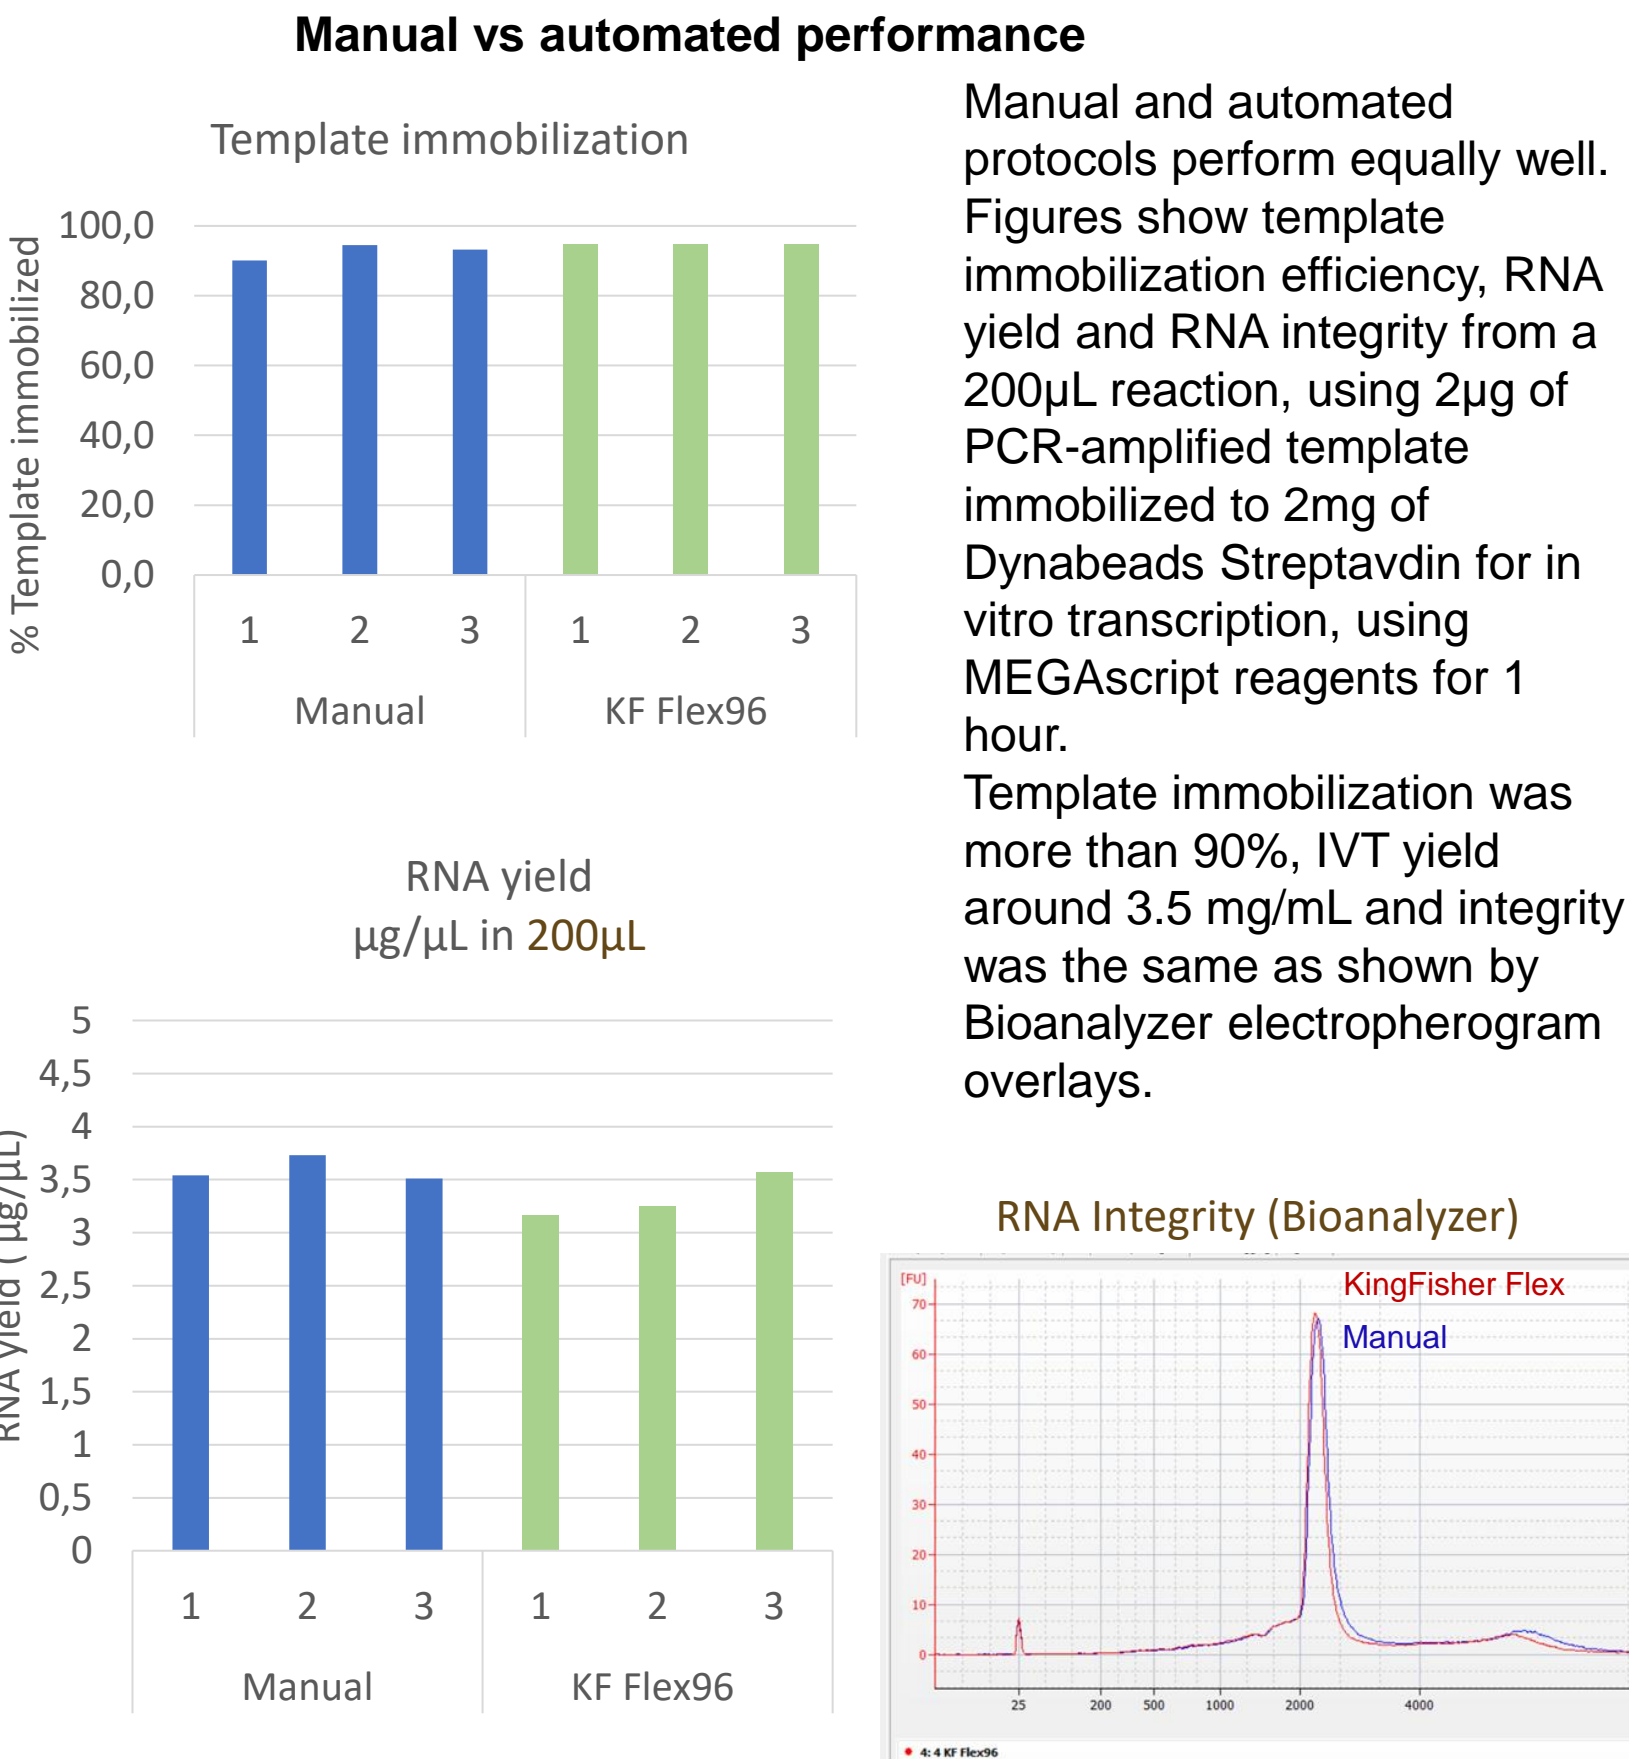 Manual vs automated performance
Template immobilization
% Template immobilized
100,0
80,0
60,0
40,0
20,0
0,0
1 2 3 1 2 3
Manual KF Flex96
Manual and automated
protocols perform equally well.
Figures show template
immobilization efficiency, RNA
yield and RNA integrity from a
200µL reaction, using 2µg of
PCR-amplified template
immobilized to 2mg of
Dynabeads Streptavdin for in
vitro transcription, using
MEGAscript reagents for 1
hour.
Template immobilization was
more than 90%, IVT yield
around 3.5 mg/mL and integrity
was the same as shown by
Bioanalyzer electropherogram
overlays.
RNA yield
µg/µL in 200µL
RNA yield ( µg/µL)
5
4,5
4
3,5
3
2,5
2
1,5
1
0,5
0
1 2 3 1 2 3
Manual KF Flex96
RNA Integrity (Bioanalyzer)
[FU]
KingFisher Flex
Manual
70
60
50
40
30
20
10
0
25 200 500 1000 2000 4000
4: 4 KF Flex96